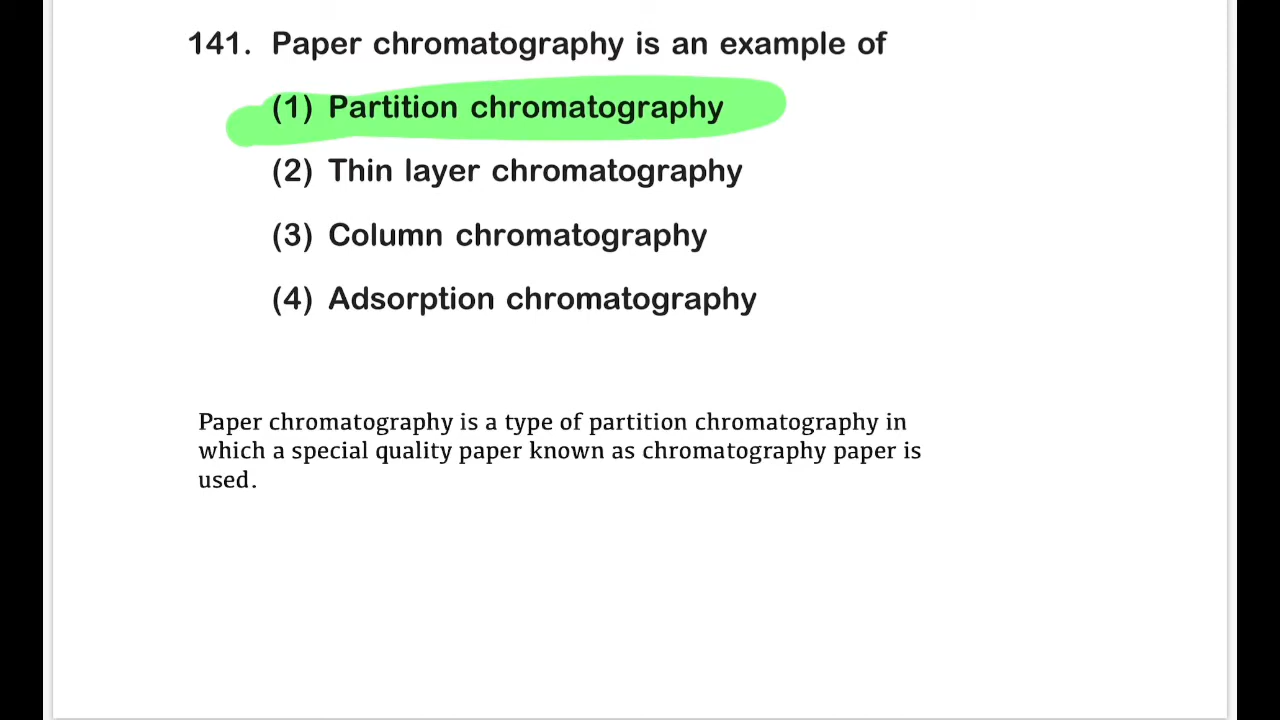 141. Paper chromatography is an example of
(1) Partition chromatography
(2) Thin layer chromatography
(3) Column chromatography
(4) Adsorption chromatography
Paper chromatography is a type of partition chromatography in
which a special quality paper known as chromatography paper is
used.